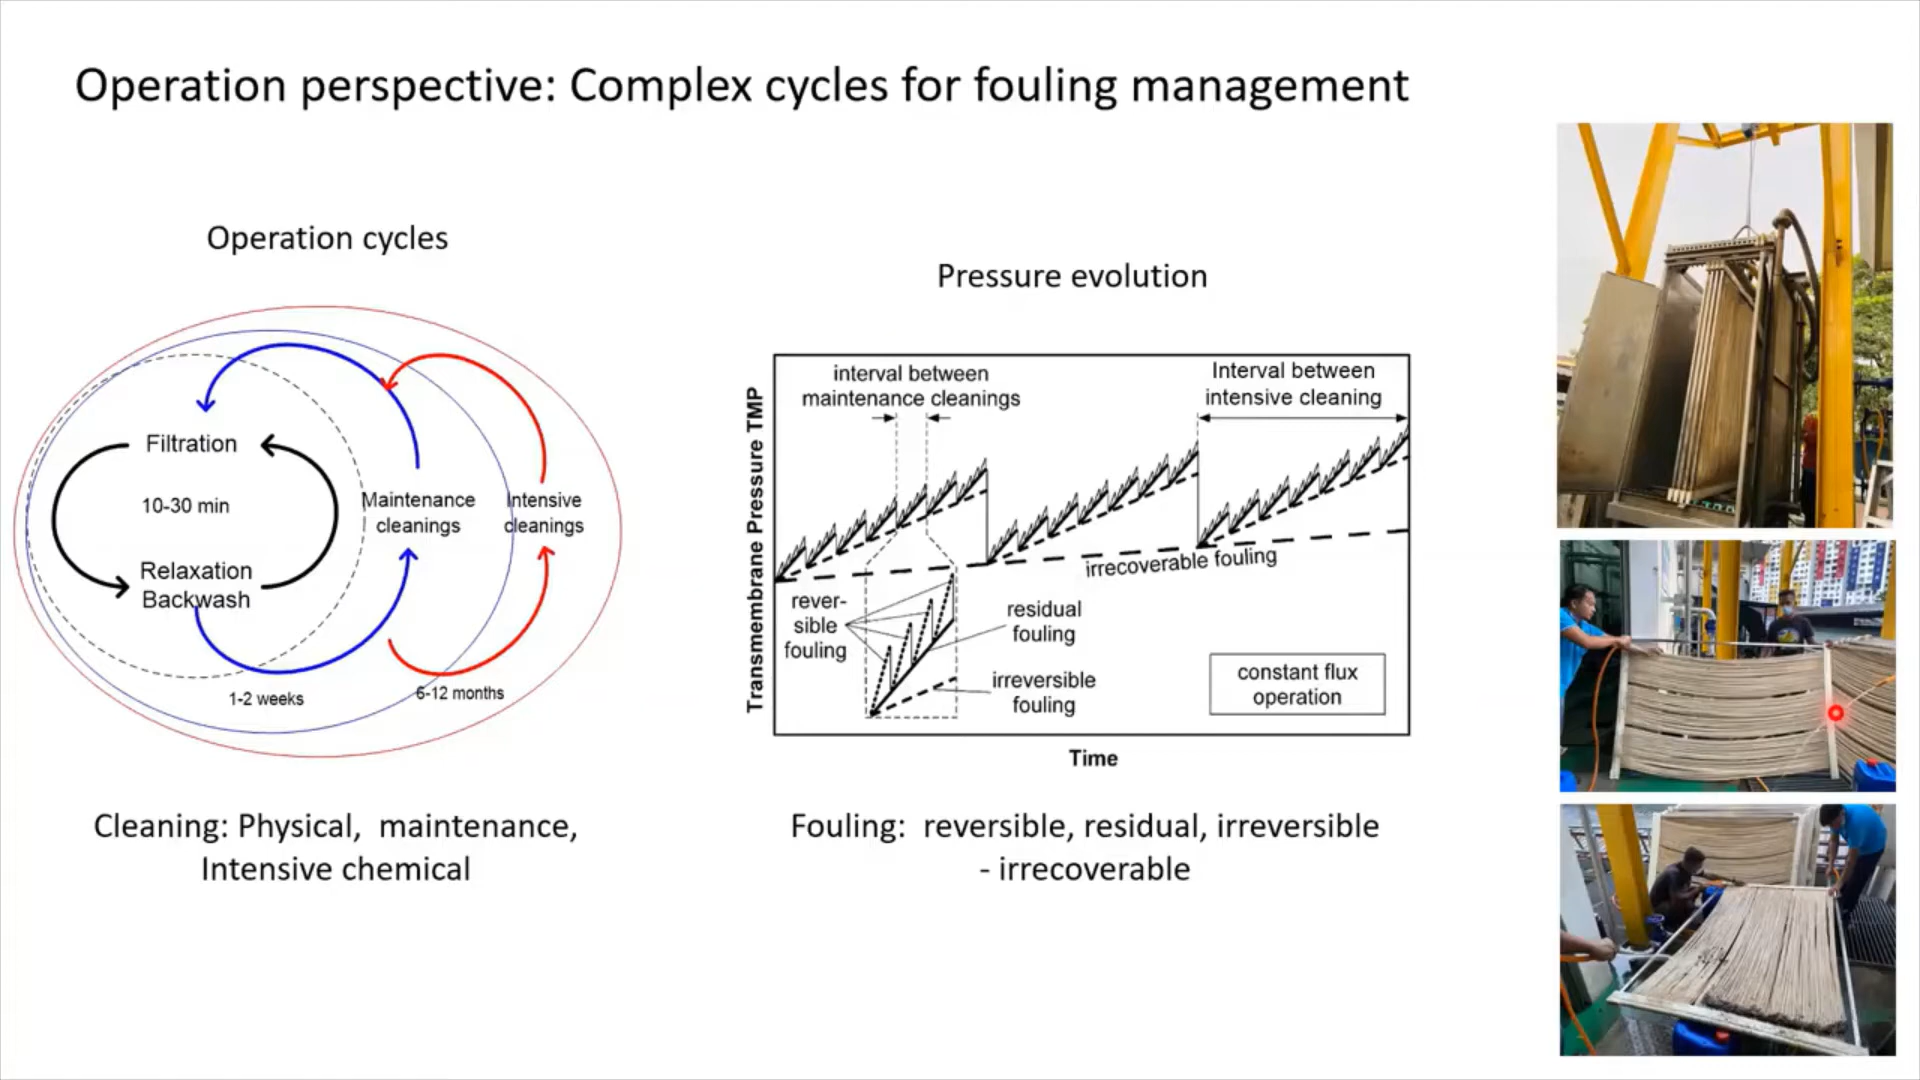 Operation perspective: Complex cycles for fouling management
Operation cycles
Filtration
10-30 min
Relaxation
Backwash
Maintenance
cleanings
Intensive
cleanings
1-2 weeks
6-12 months
Cleaning: Physical, maintenance,
Intensive chemical
Pressure evolution
Transmembrane Pressure TMP
interval between
maintenance cleanings
Interval between
intensive cleaning
irrecoverable fouling
rever-
sible
fouling
residual
fouling
irreversible
fouling
constant flux
operation
Time
Fouling: reversible, residual, irreversible
- irrecoverable